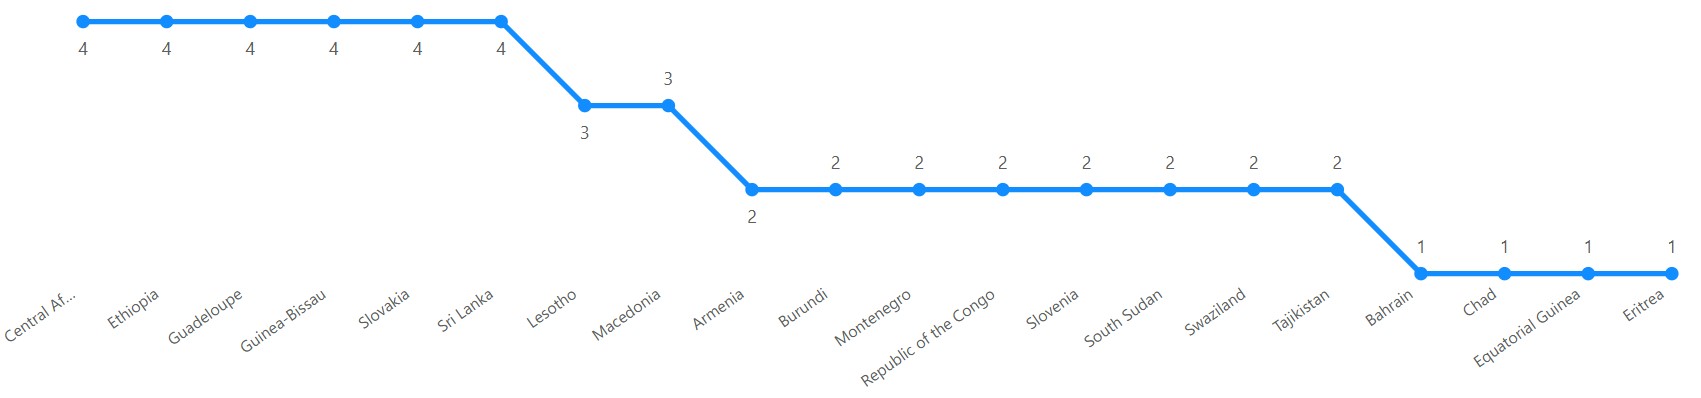 4 4 4 4 4 4
3
3
2
2 2 2 2 2 2 2
1 1 1 1
Central Af...
Ethiopia
Guadeloupe
Guinea-Bissau
Slovakia
Sri Lanka
Lesotho
Macedonia
Armenia
Burundi
Montenegro
Republic of the Congo
Slovenia
South Sudan
Swaziland
Tajikistan
Bahrain
Chad
Equatorial Guinea
Eritrea